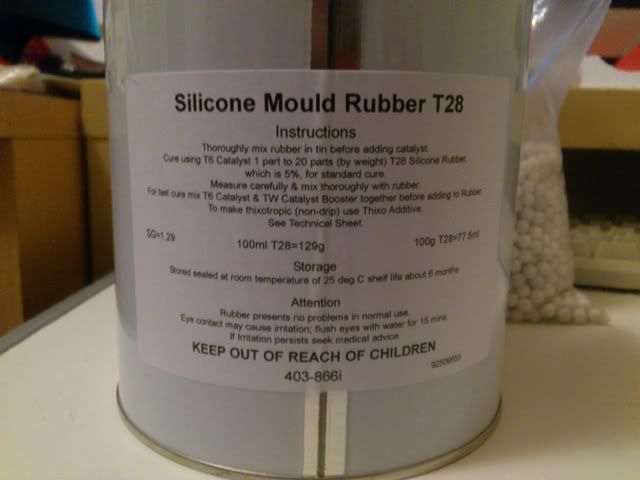 Silicone Mould Rubber T28
Instructions
Thoroughly mix rubber in tin before adding catalyst.
Cure using T6 Catalyst 1 part to 20 parts (by weight) T28 Silicone Rubber,
which is 5%, for standard cure.
Measure carefully & mix thoroughly with rubber.
For fast cure mix T6 Catalyst & TW Catalyst Booster together before adding to Rubber
To make thixotropic (non-drip) use Thixo Additive.
See Technical Sheet.
SG=1.29 100ml T28=129g 100g T28=77.5ml
Storage
Stored sealed at room temperature of 25 deg.C shelf life about 6 months
Attention
Rubber presents no problems in normal use.
Eye contact may cause irritation; flush eyes with water for 15 mins.
If Irritation persists seek medical advice.
KEEP OUT OF REACH OF CHILDREN
403-866i